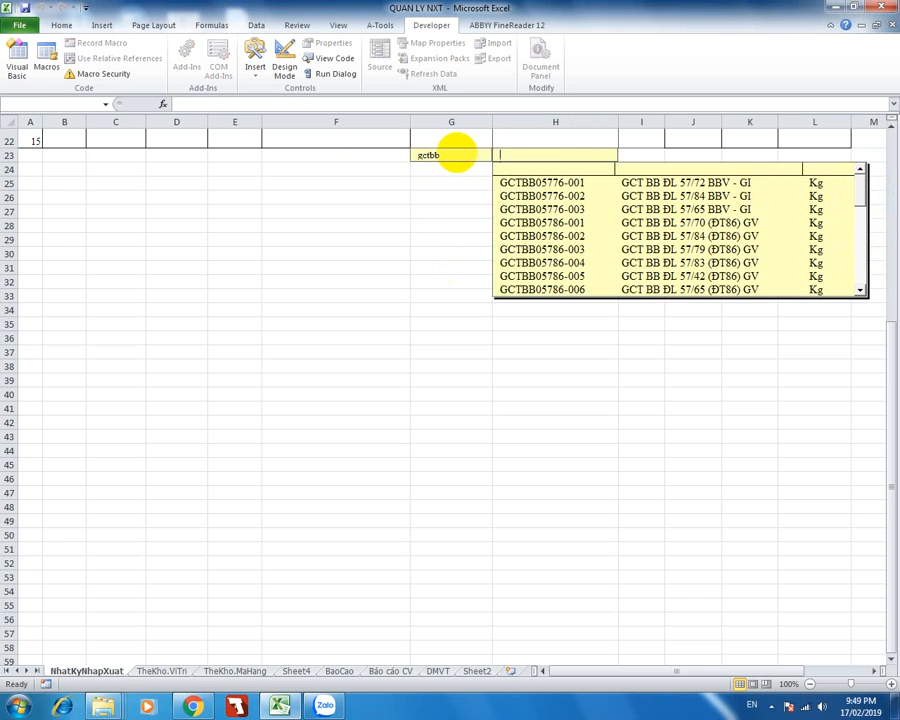 QUAN LY NXT - Microsoft Excel
File Home Insert Page Layout Formulas Data Review View A-Tools Developer ABBYY FineReader 12
Visual Basic
Macros
Record Macro
Use Relative References
Macro Security
Code
Add-Ins
COM Add-Ins
Add-Ins
Insert
Design Mode
Properties
View Code
Run Dialog
Controls
Source
Map Properties
Expansion Packs
Refresh Data
Import
Export
XML
Document Panel
Modify
fx
A B C D E F G H I J K L M
22 15
23 gctbb
24
25 GCTBB05776-001 GCT BB ĐL 57/72 BBV - GI Kg
26 GCTBB05776-002 GCT BB ĐL 57/84 BBV - GI Kg
27 GCTBB05776-003 GCT BB ĐL 57/65 BBV - GI Kg
28 GCTBB05786-001 GCT BB ĐL 57/70 (ĐT86) GV Kg
29 GCTBB05786-002 GCT BB ĐL 57/84 (ĐT86) GV Kg
30 GCTBB05786-003 GCT BB ĐL 57/79 (ĐT86) GV Kg
31 GCTBB05786-004 GCT BB ĐL 57/83 (ĐT86) GV Kg
32 GCTBB05786-005 GCT BB ĐL 57/42 (ĐT86) GV Kg
33 GCTBB05786-006 GCT BB ĐL 57/65 (ĐT86) GV Kg
34
35
36
37
38
39
40
41
42
43
44
45
46
47
48
49
50
51
52
53
54
55
56
57
58
59
NhatKyNhapXuat TheKho.ViTri TheKho.MaHang Sheet4 BaoCao Báo cáo CV DMVT Sheet2
Ready 100%
Zalo
EN 9:49 PM
17/02/2019